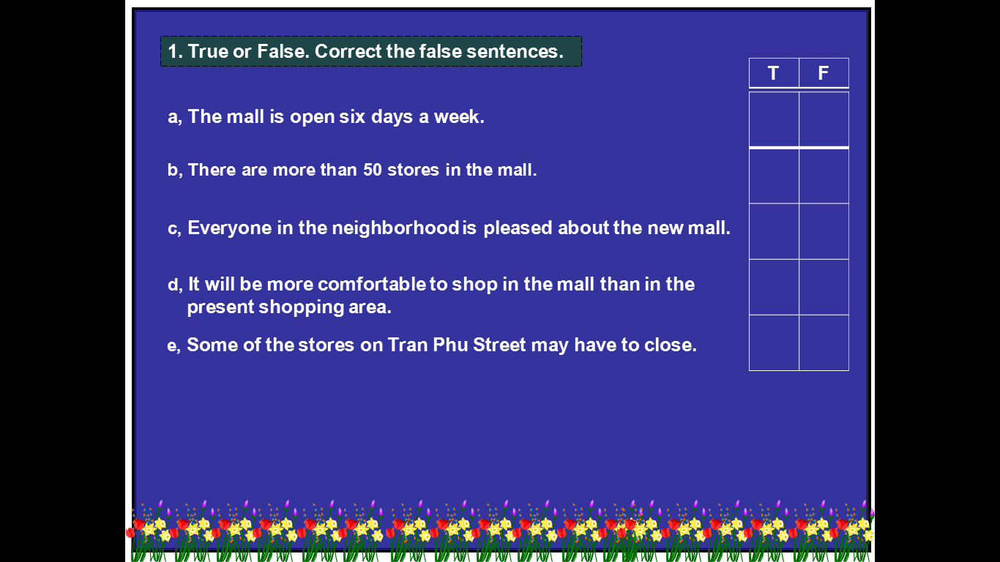 1. True or False. Correct the false sentences.
T F
a, The mall is open six days a week.
b, There are more than 50 stores in the mall.
c, Everyone in the neighborhood is pleased about the new mall.
d, It will be more comfortable to shop in the mall than in the
present shopping area.
e, Some of the stores on Tran Phu Street may have to close.